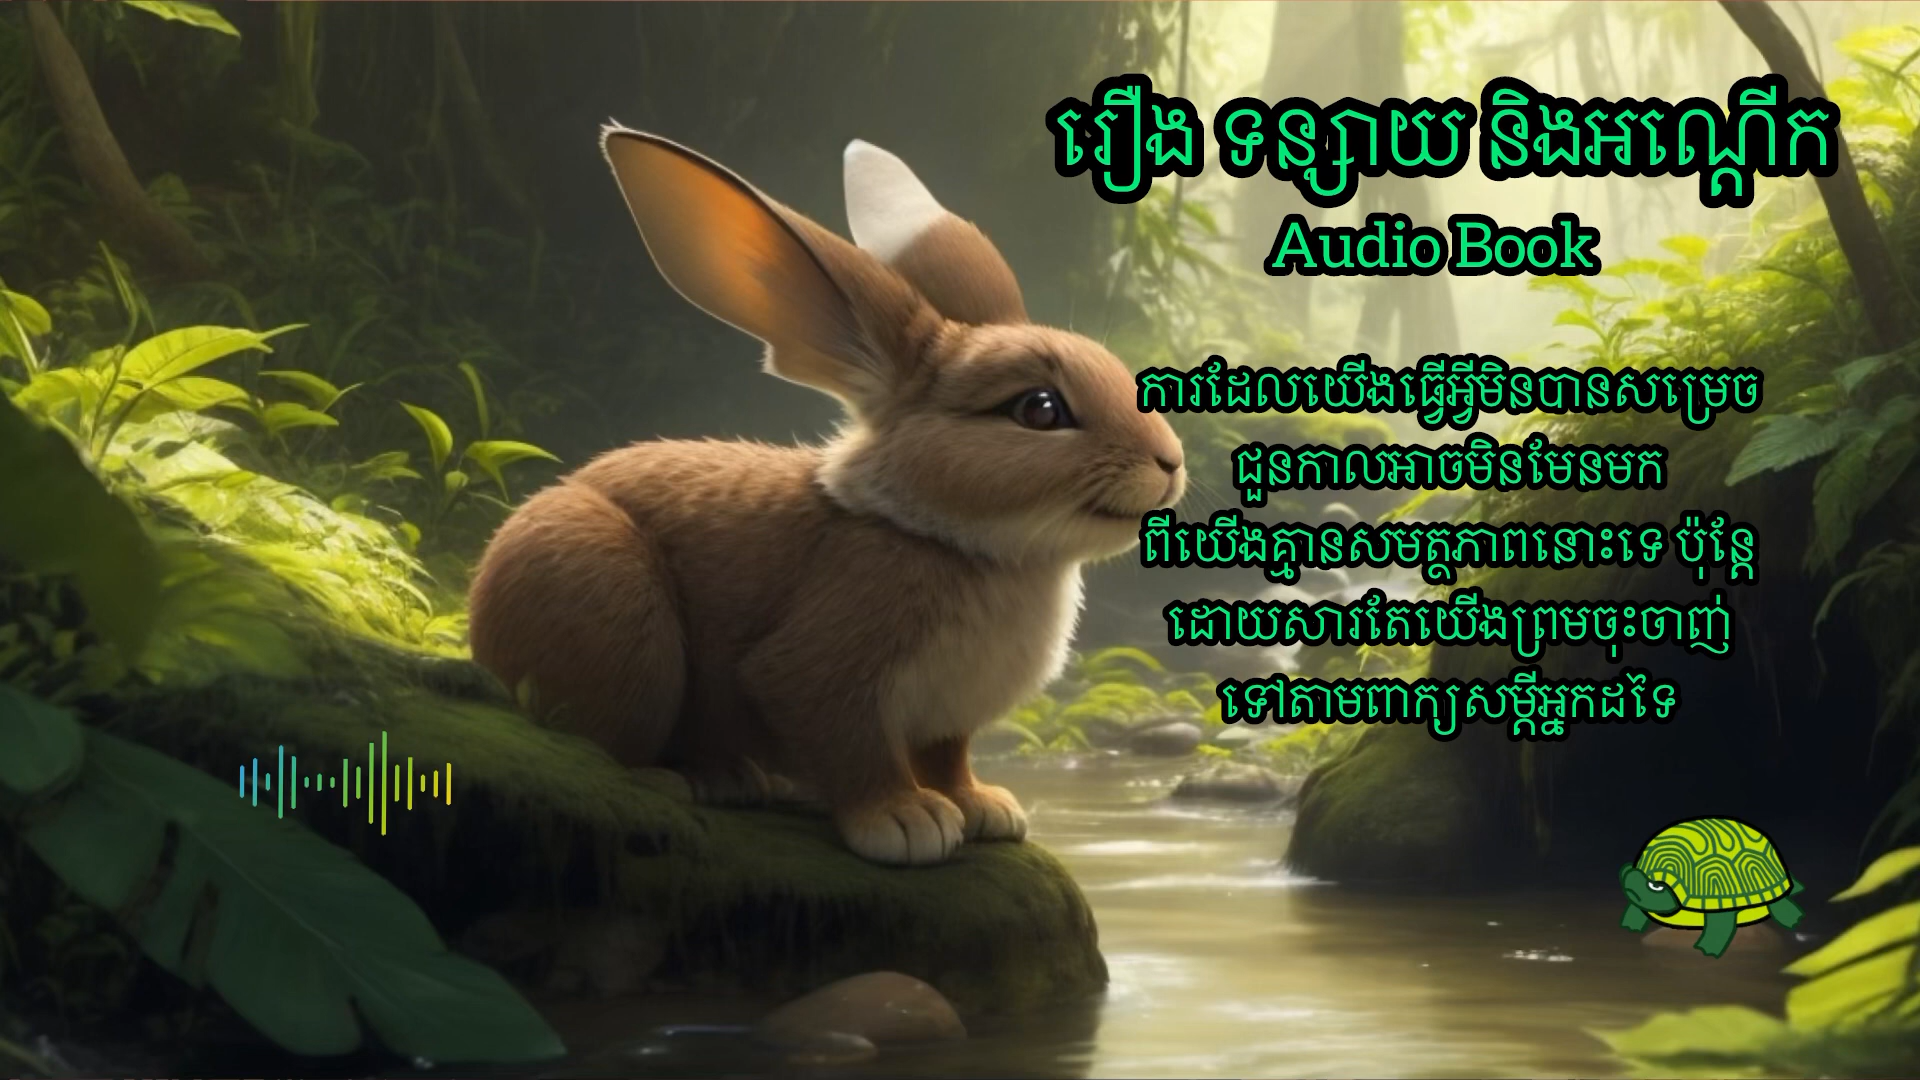 រឿង ទន្សាយ និងអណ្ដើក
Audio Book
ការដែលយើងធ្វើអ្វីមិនបានសម្រេច
ជួនកាលអាចមិនមែនមក
ពីយើងគ្មានសមត្ថភាពនោះទេ ប៉ុន្តែ
ដោយសារតែយើងព្រមចុះចាញ់
ទៅតាមពាក្យសម្ដីអ្នកដទៃ